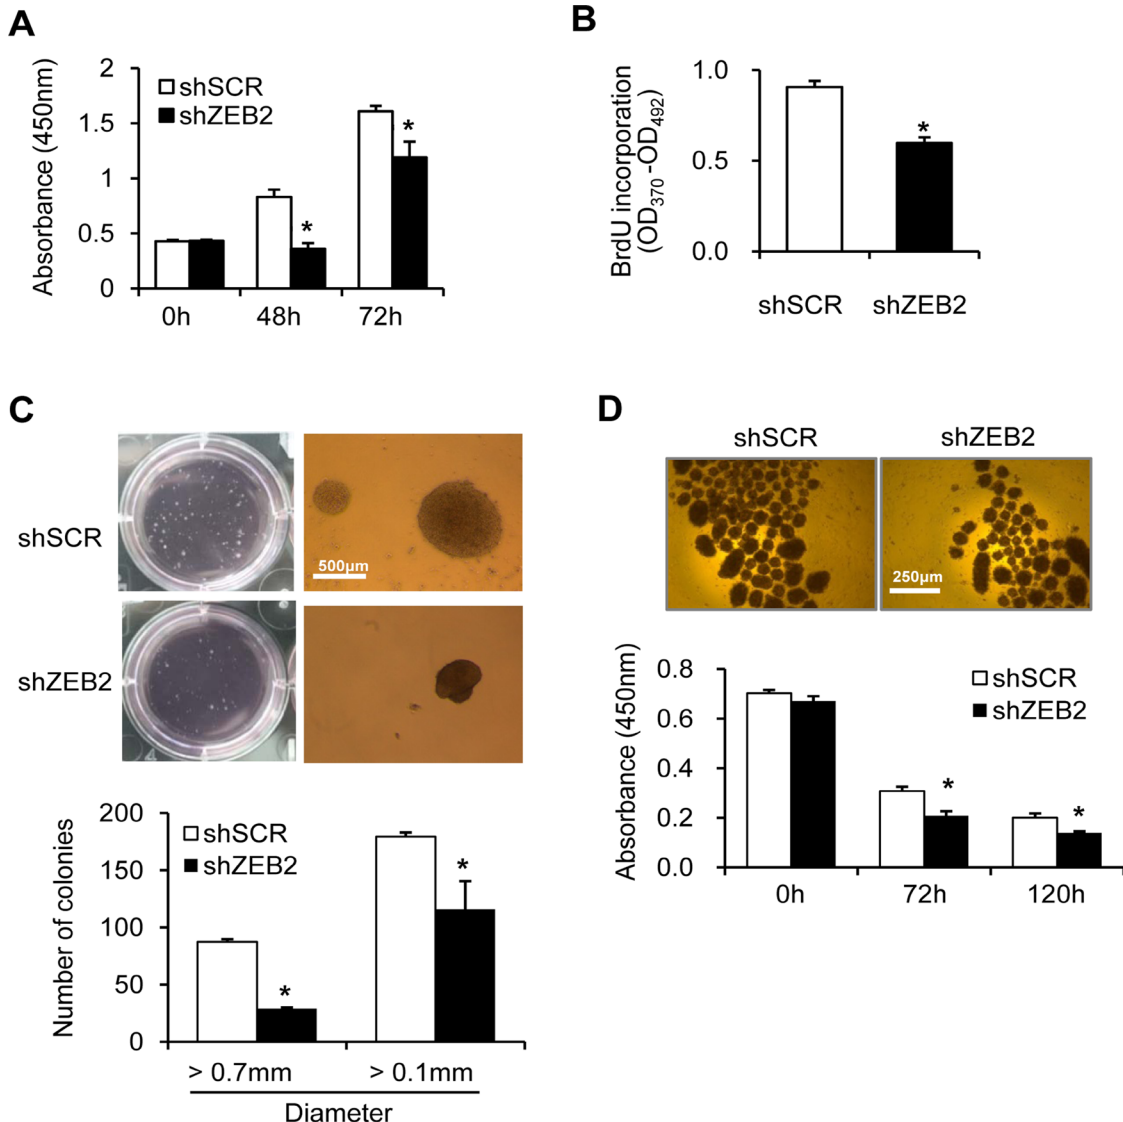 A
Absorbance (450nm)
2
1.5
1
0.5
0
shSCR
shZEB2
*
*
0h
48h
72h
B
BrdU incorporation
(OD370-OD492)
1.0
0.5
0.0
*
shSCR
shZEB2
C
shSCR
500µm
shZEB2
Number of colonies
200
150
100
50
0
shSCR
shZEB2
*
*
> 0.7mm
> 0.1mm
Diameter
D
shSCR
shZEB2
250µm
Absorbance (450nm)
0.8
0.6
0.4
0.2
0.0
shSCR
shZEB2
*
*
0h
72h
120h